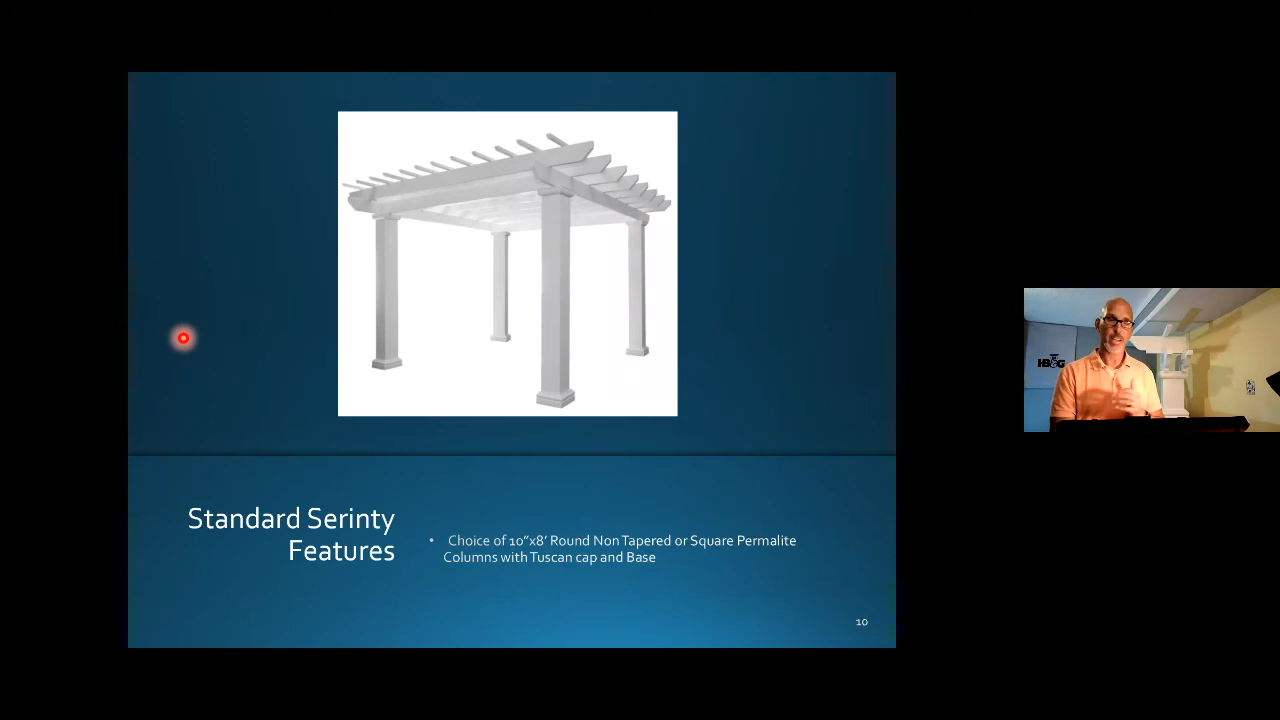 HB&G
Standard Serinty
Features
• Choice of 10”x8’ Round Non Tapered or Square Permalite
Columns with Tuscan cap and Base
10